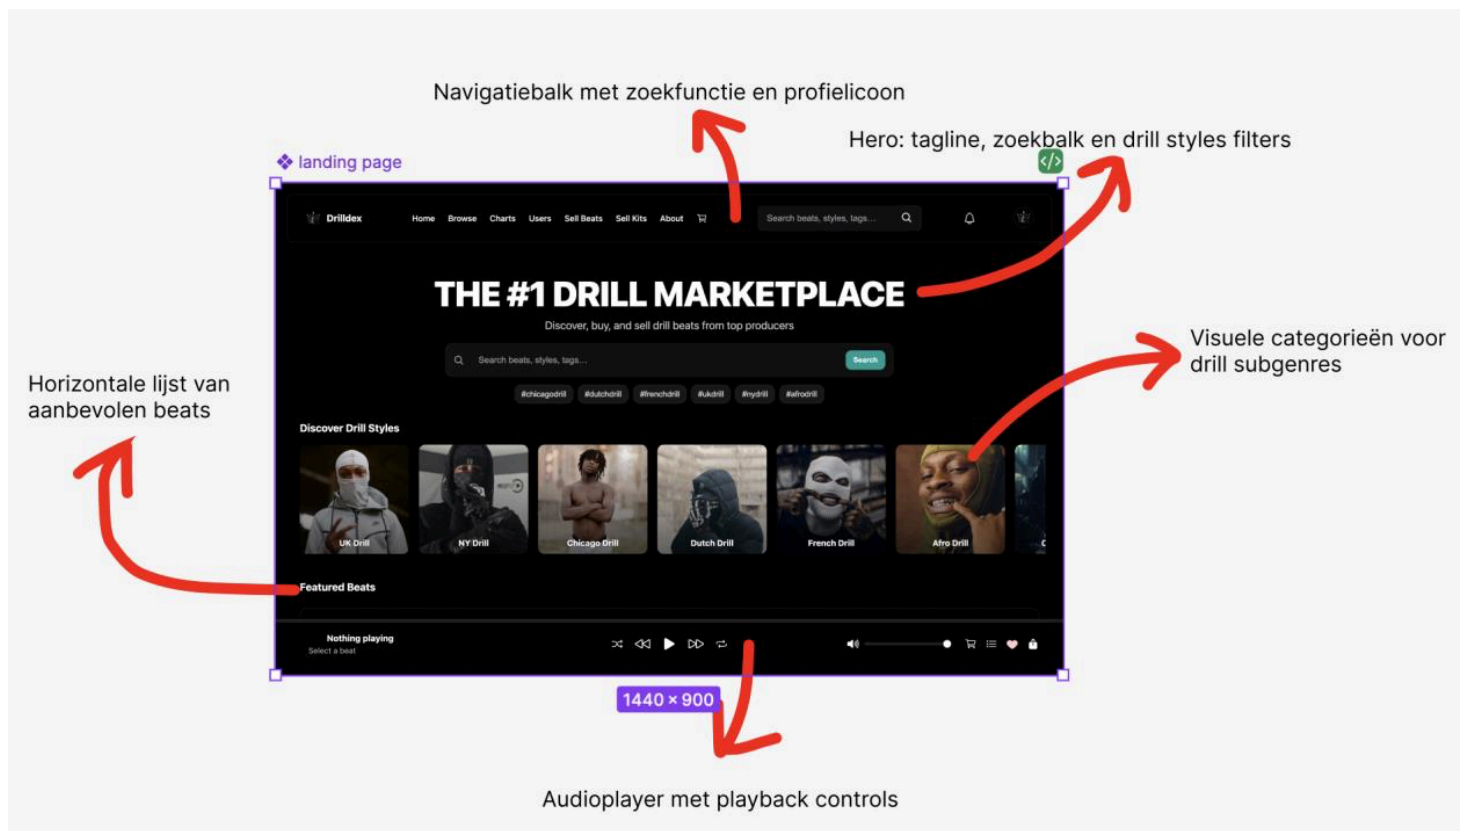 Navigatiebalk met zoekfunctie en profielicoon
Hero: tagline, zoekbalk en drill styles filters
landing page
</>
Drilldex
Home Browse Charts Users Sell Beats Sell Kits About
Search beats, styles, tags...
THE #1 DRILL MARKETPLACE
Discover, buy, and sell drill beats from top producers
Search beats, styles, tags...
Search
#chicagodrill #dutchdrill #frenchdrill #ukdrill #nydrill #afrodrill
Visuele categorieën voor
drill subgenres
Horizontale lijst van
aanbevolen beats
Discover Drill Styles
UK Drill NY Drill Chicago Drill Dutch Drill French Drill Afro Drill
Featured Beats
Nothing playing
Select a beat
1440 × 900
Audioplayer met playback controls